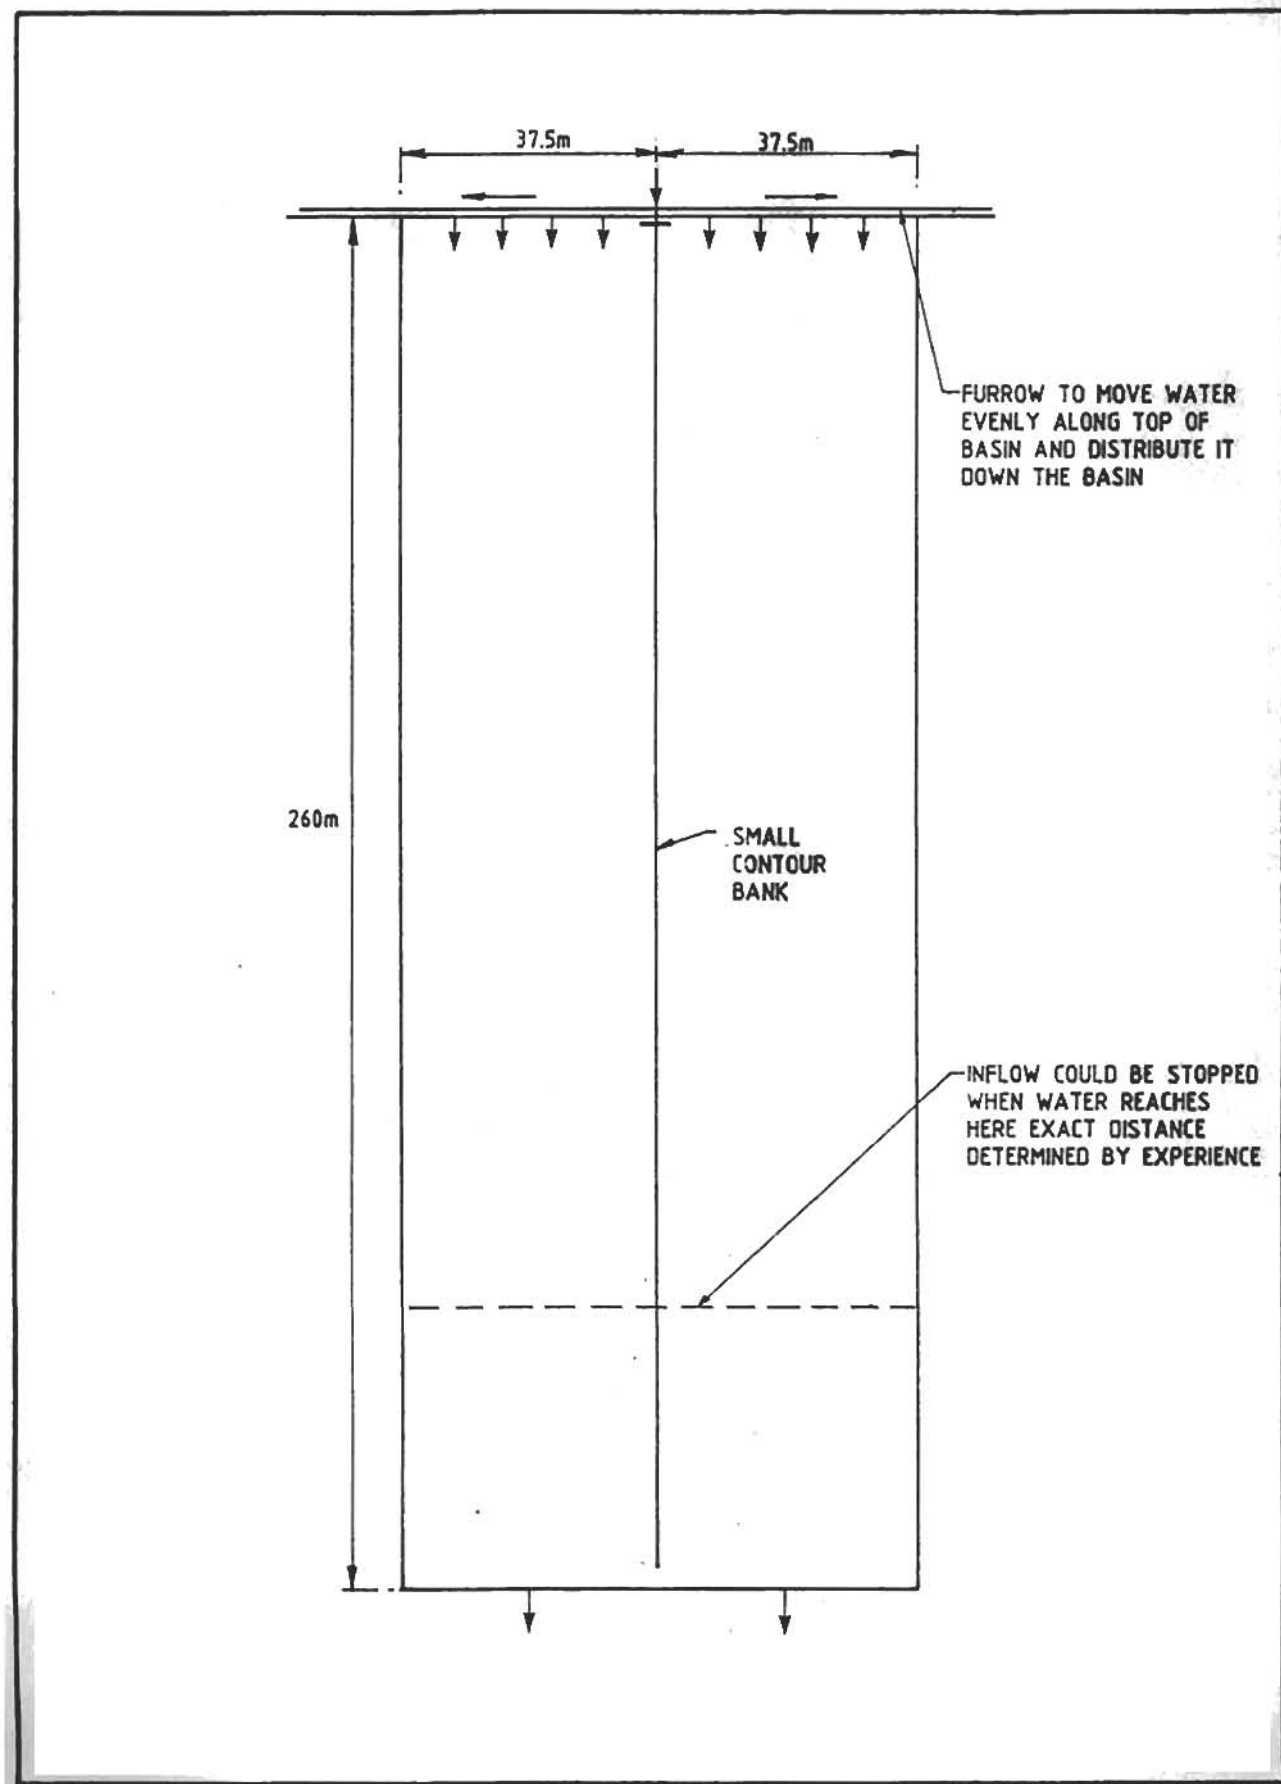 37.5m
37.5m
FURROW TO MOVE WATER
EVENLY ALONG TOP OF
BASIN AND DISTRIBUTE IT
DOWN THE BASIN
260m
SMALL
CONTOUR
BANK
INFLOW COULD BE STOPPED
WHEN WATER REACHES
HERE EXACT DISTANCE
DETERMINED BY EXPERIENCE